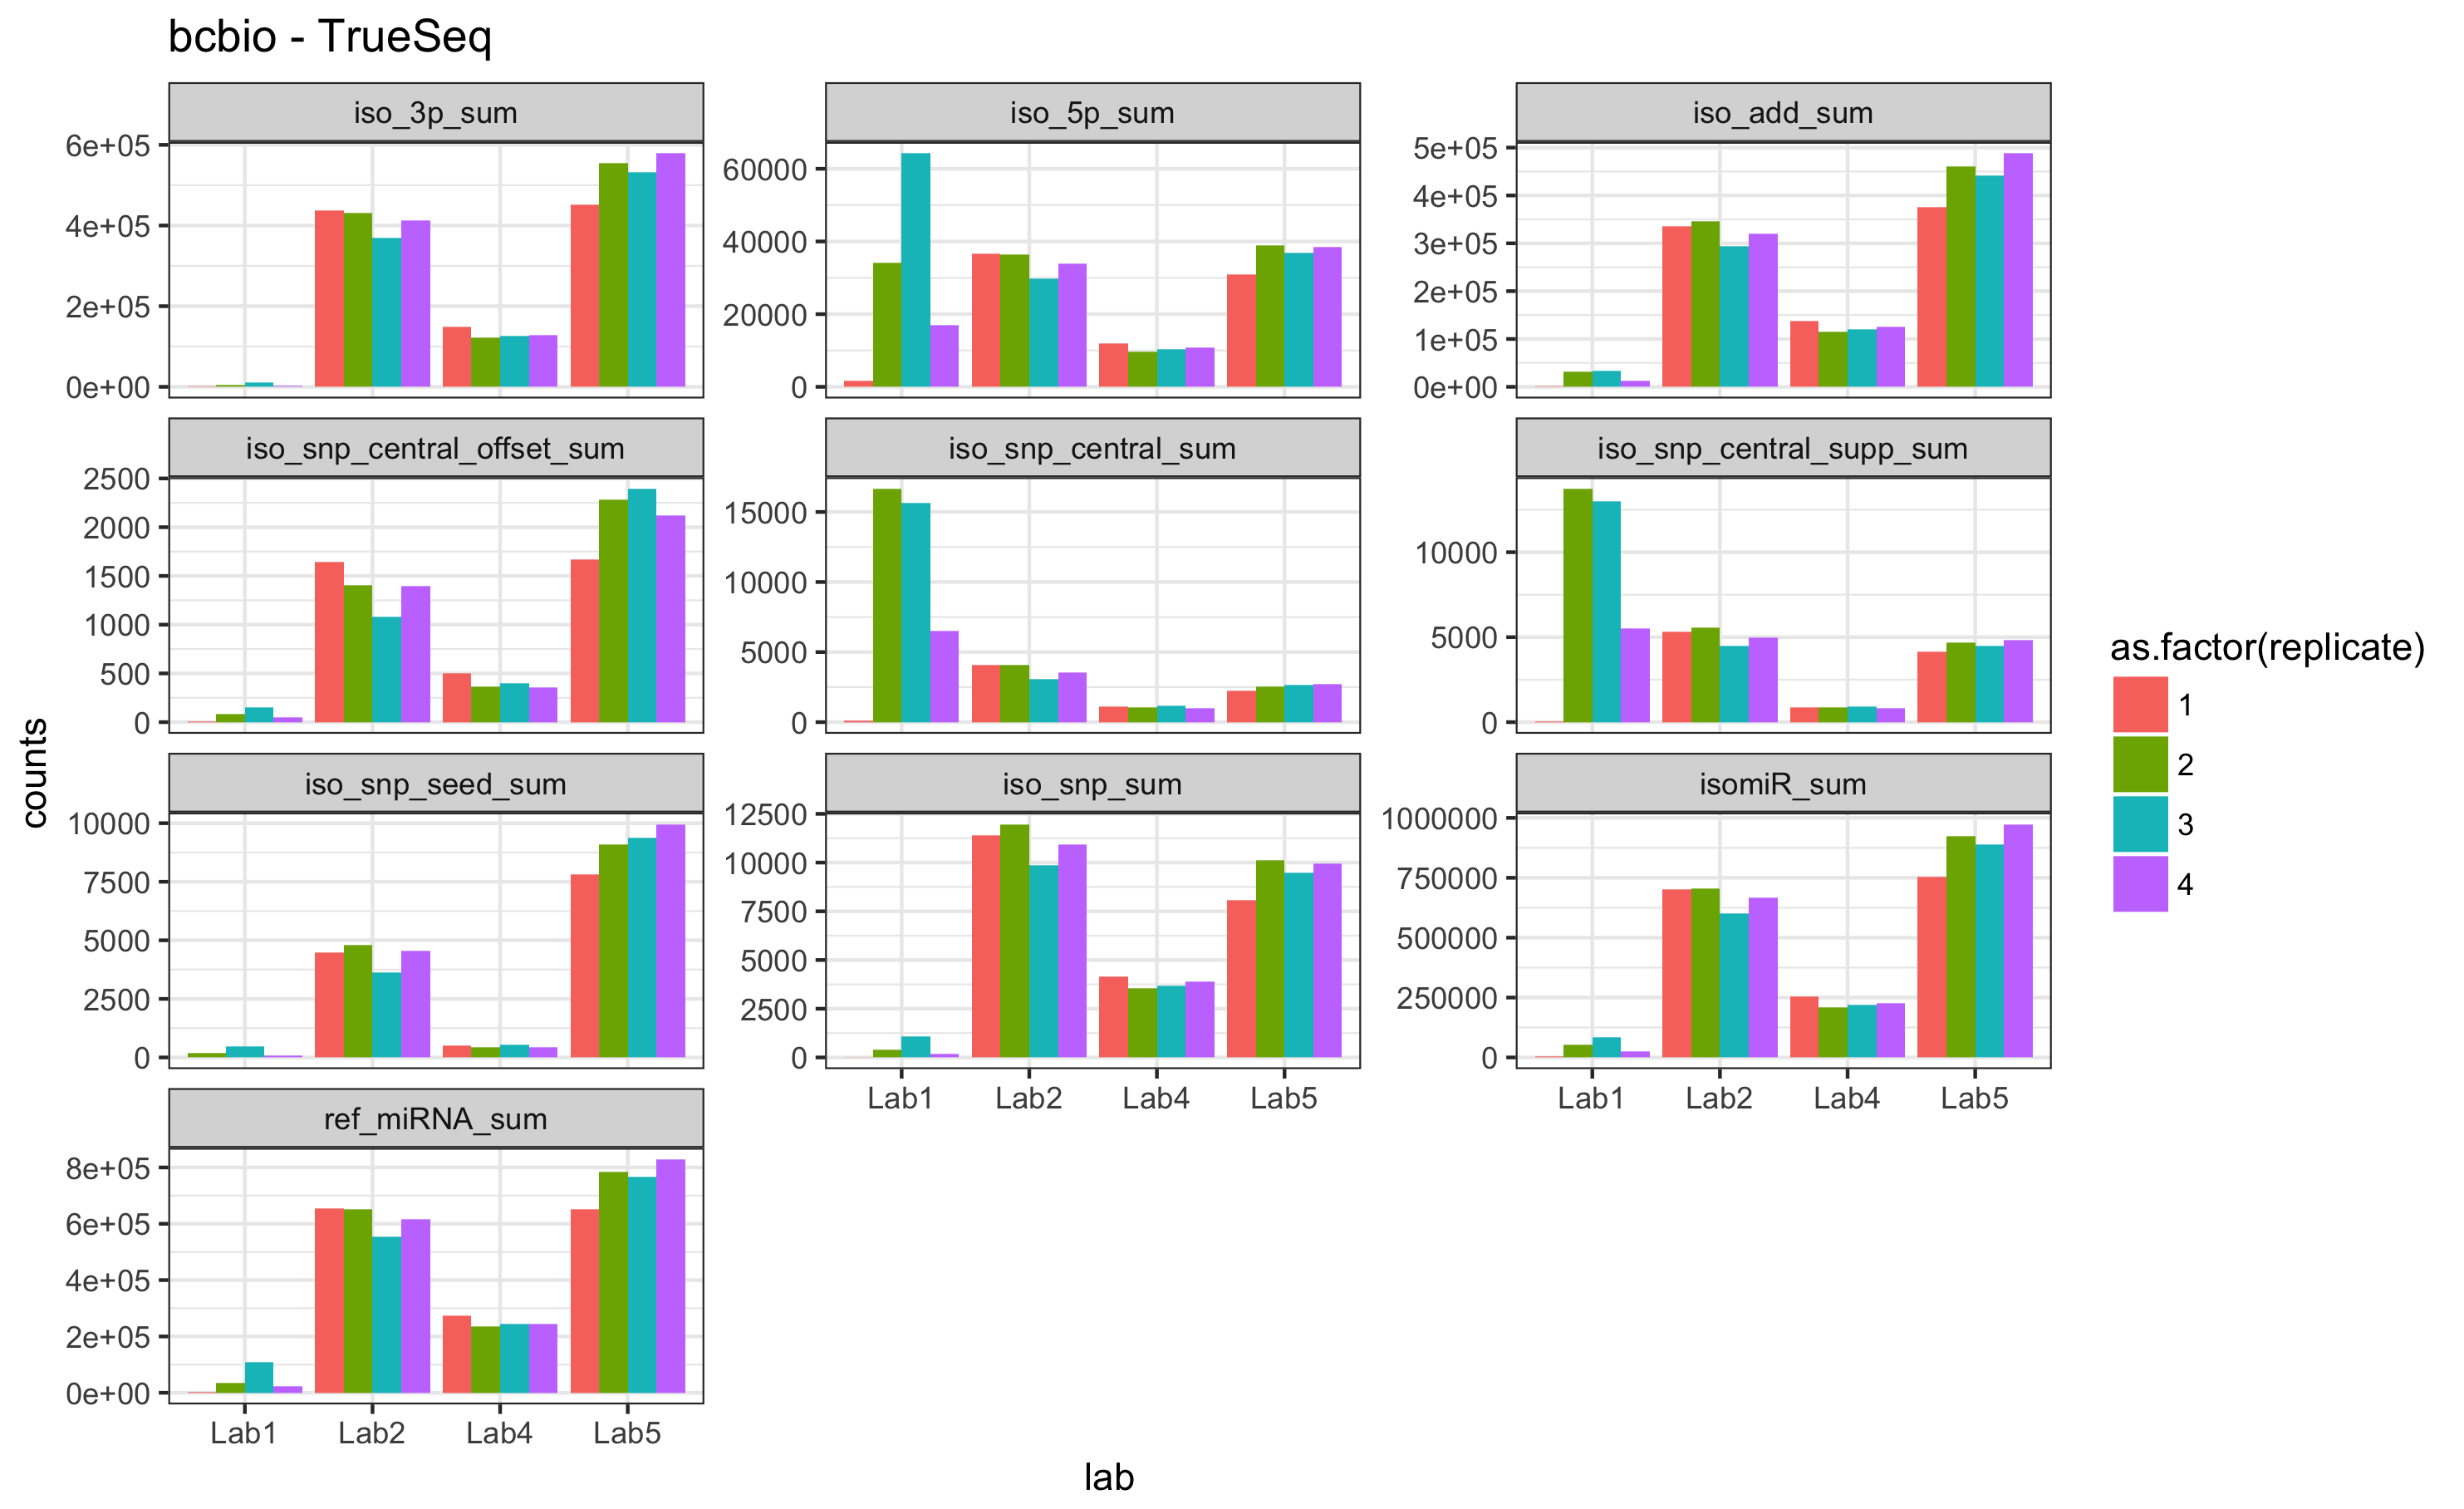 bcbio - TrueSeq
iso_3p_sum
6e+05
4e+05
2e+05
0e+00
iso_5p_sum
60000
40000
20000
0
iso_add_sum
5e+05
4e+05
3e+05
2e+05
1e+05
0e+00
iso_snp_central_offset_sum
2500
2000
1500
1000
500
0
iso_snp_central_sum
15000
10000
5000
0
iso_snp_central_supp_sum
10000
5000
0
iso_snp_seed_sum
10000
7500
5000
2500
0
iso_snp_sum
12500
10000
7500
5000
2500
0
Lab1 Lab2 Lab4 Lab5
isomiR_sum
1000000
750000
500000
250000
0
Lab1 Lab2 Lab4 Lab5
ref_miRNA_sum
8e+05
6e+05
4e+05
2e+05
0e+00
Lab1 Lab2 Lab4 Lab5
counts
lab
as.factor(replicate)
1
2
3
4